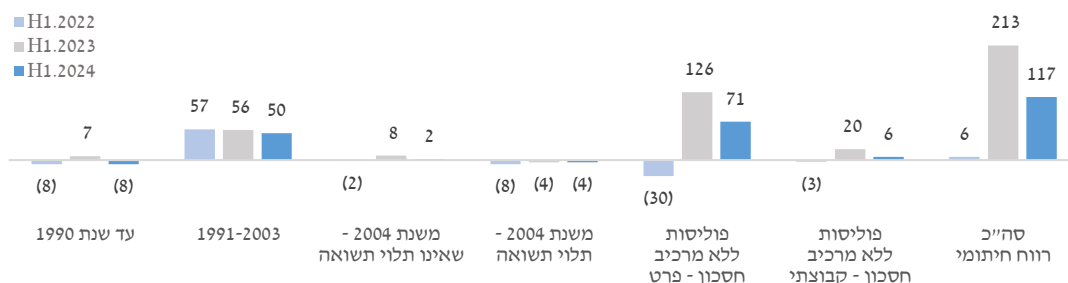 H1.2022
H1.2023
H1.2024
(8)
7
(8)
57
56
50
(2)
8
2
(8)
(4)
(4)
(30)
126
71
(3)
20
6
6
213
117
עד שנת 1990
1991-2003
משנת 2004 -
שאינו תלוי תשואה
משנת 2004 -
תלוי תשואה
פוליסות
ללא מרכיב
חסכון - פרט
פוליסות
ללא מרכיב
חסכון - קבוצתי
סה״כ
רווח חיתומי